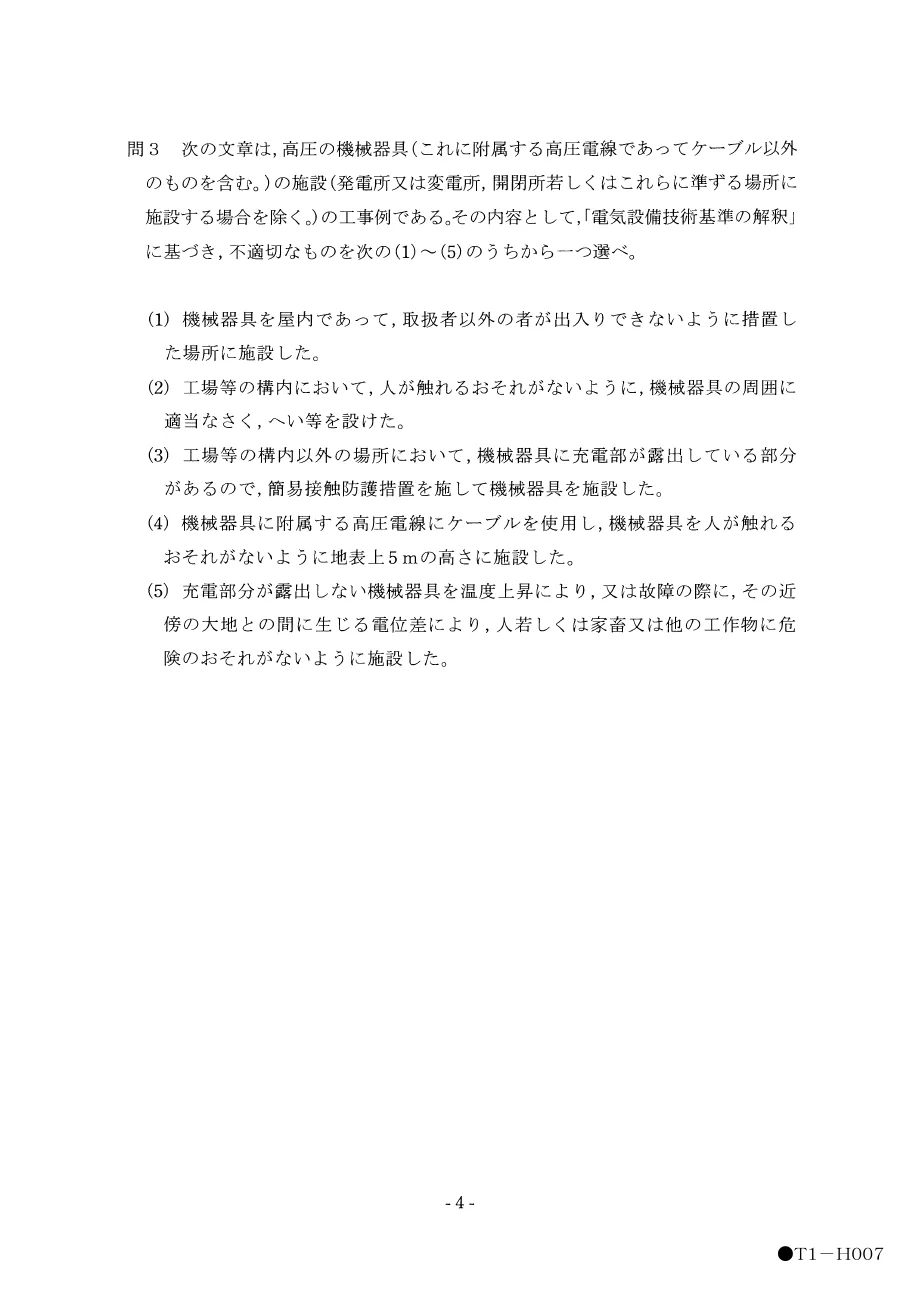 問３　次の文章は，高圧の機械器具（これに附属する高圧電線であってケーブル以外
のものを含む。）の施設（発電所又は変電所，開閉所若しくはこれらに準ずる場所に
施設する場合を除く。）の工事例である。その内容として，「電気設備技術基準の解釈」
に基づき，不適切なものを次の(1)～(5)のうちから一つ選べ。
(1)　機械器具を屋内であって，取扱者以外の者が出入りできないように措置し
た場所に施設した。
(2)　工場等の構内において，人が触れるおそれがないように，機械器具の周囲に
適当なさく，へい等を設けた。
(3)　工場等の構内以外の場所において，機械器具に充電部が露出している部分
があるので，簡易接触防護措置を施して機械器具を施設した。
(4)　機械器具に附属する高圧電線にケーブルを使用し，機械器具を人が触れる
おそれがないように地表上５ｍの高さに施設した。
(5)　充電部分が露出しない機械器具を温度上昇により，又は故障の際に，その近
傍の大地との間に生じる電位差により，人若しくは家畜又は他の工作物に危
険のおそれがないように施設した。
- 4 -
●T1－H007